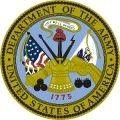 DEPARTMENT OF THE ARMY
UNITED STATES OF AMERICA
1775